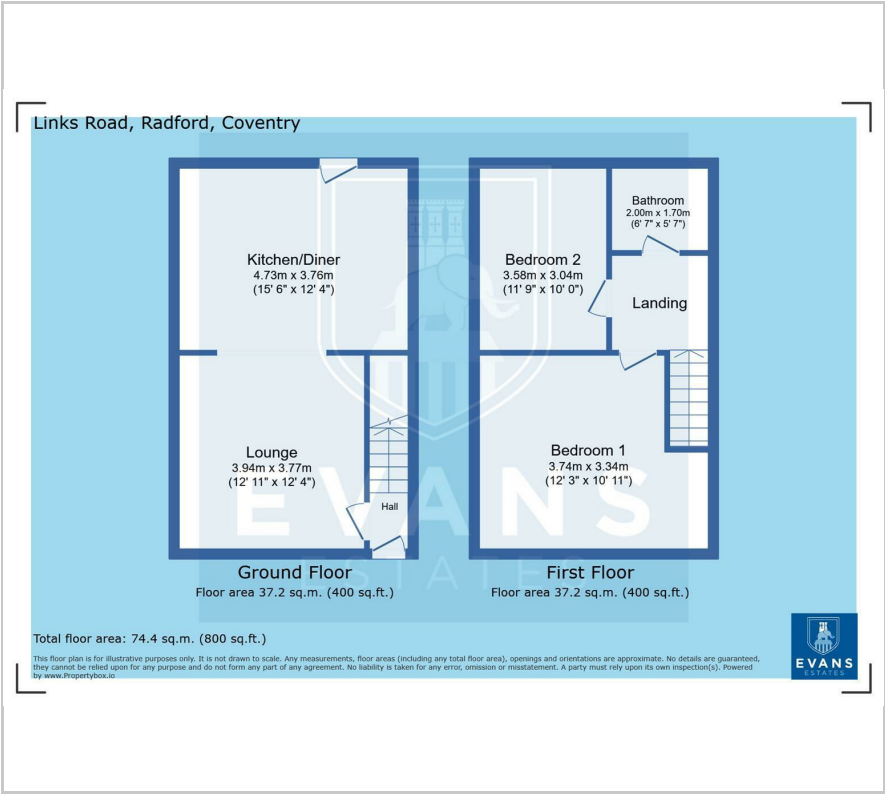 Links Road, Radford, Coventry
Kitchen/Diner
4.73m x 3.76m
(15' 6" x 12' 4")
Lounge
3.94m x 3.77m
(12' 11" x 12' 4")
Hall
Ground Floor
Floor area 37.2 sq.m. (400 sq.ft.)
Bedroom 2
3.58m x 3.04m
(11' 9" x 10' 0")
Bathroom
2.00m x 1.70m
(6' 7" x 5' 7")
Landing
Bedroom 1
3.74m x 3.34m
(12' 3" x 10' 11")
First Floor
Floor area 37.2 sq.m. (400 sq.ft.)
EVANS
ESTATES
Total floor area: 74.4 sq.m. (800 sq.ft.)
This floor plan is for illustrative purposes only. It is not drawn to scale. Any measurements, floor areas (including any total floor area), openings and orientations are approximate. No details are guaranteed,
they cannot be relied upon for any purpose and do not form any part of any agreement. No liability is taken for any error, omission or misstatement. A party must rely upon its own inspection(s). Powered
by www.Propertybox.io
EVANS
ESTATES